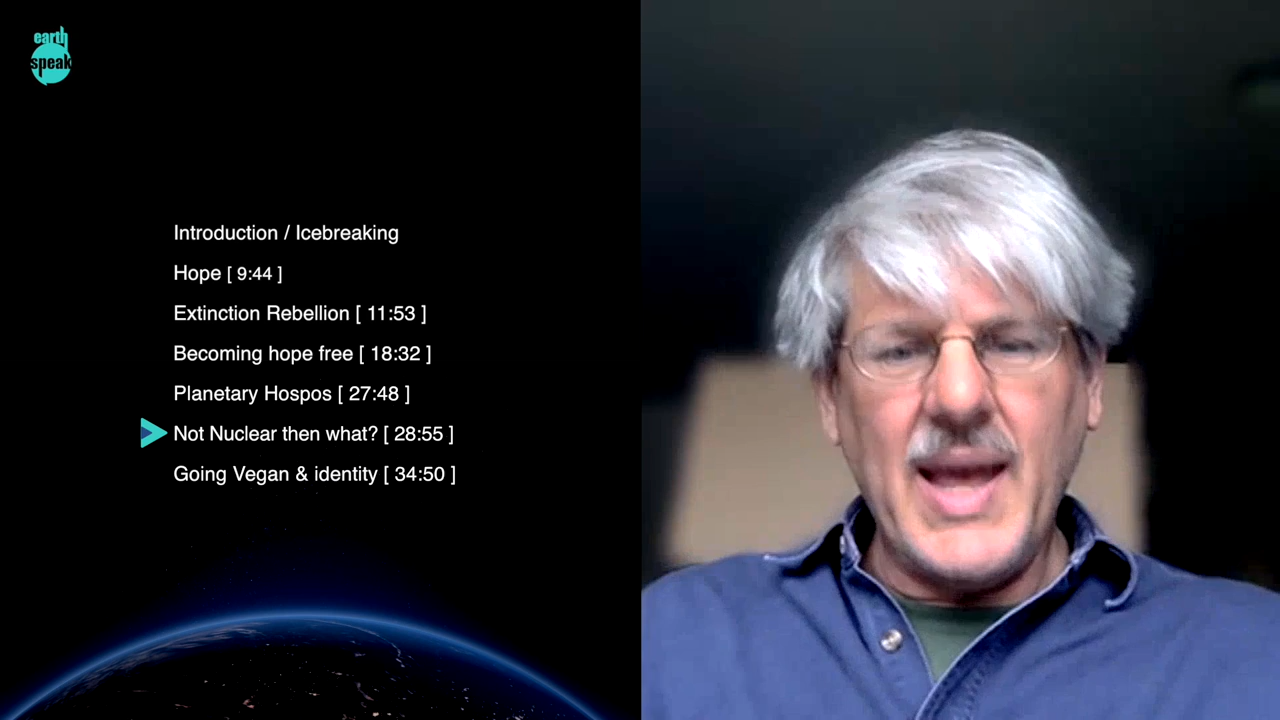 earth
speak
Introduction / Icebreaking
Hope [ 9:44 ]
Extinction Rebellion [ 11:53 ]
Becoming hope free [ 18:32 ]
Planetary Hospos [ 27:48 ]
Not Nuclear then what? [ 28:55 ]
Going Vegan & identity [ 34:50 ]